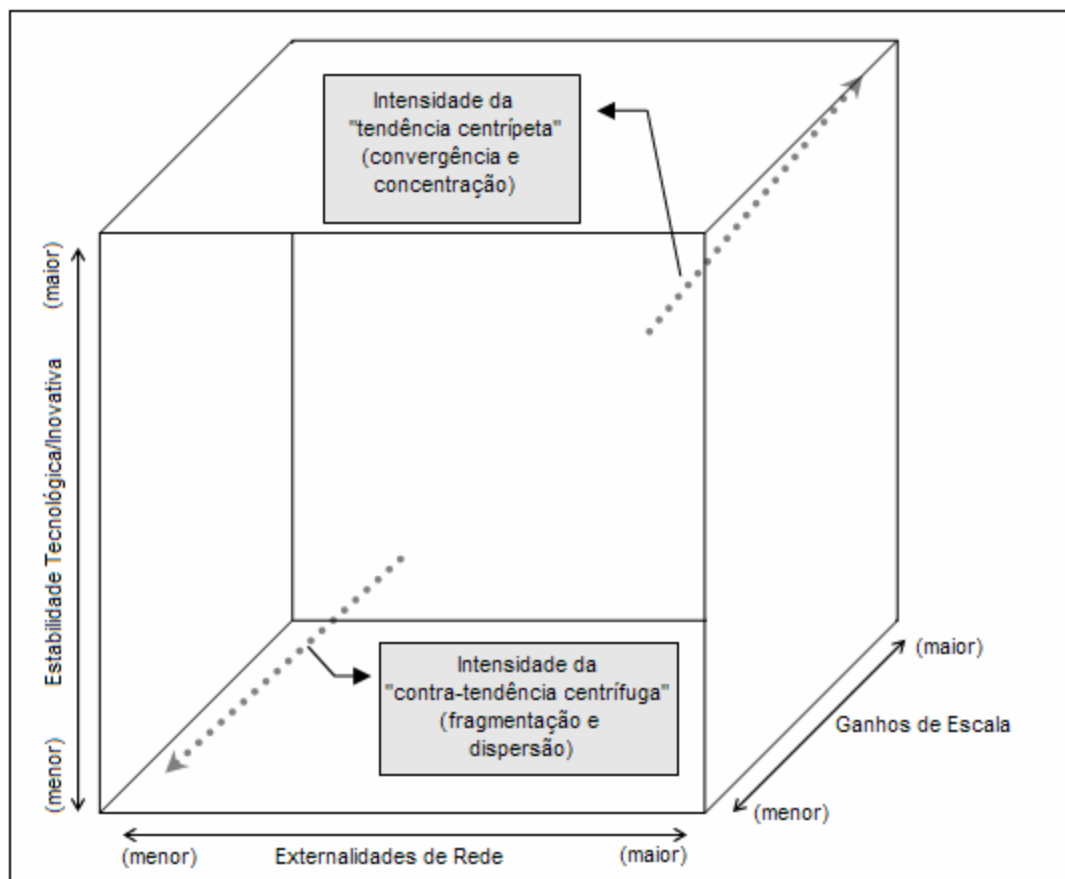 Intensidade da
"tendência centrípeta"
(convergência e
concentração)
(maior)
Estabilidade Tecnológica/Inovativa
(menor)
Intensidade da
"contra-tendência centrífuga"
(fragmentação e
dispersão)
(maior)
Ganhos de Escala
(menor)
(menor) Externalidades de Rede (maior)